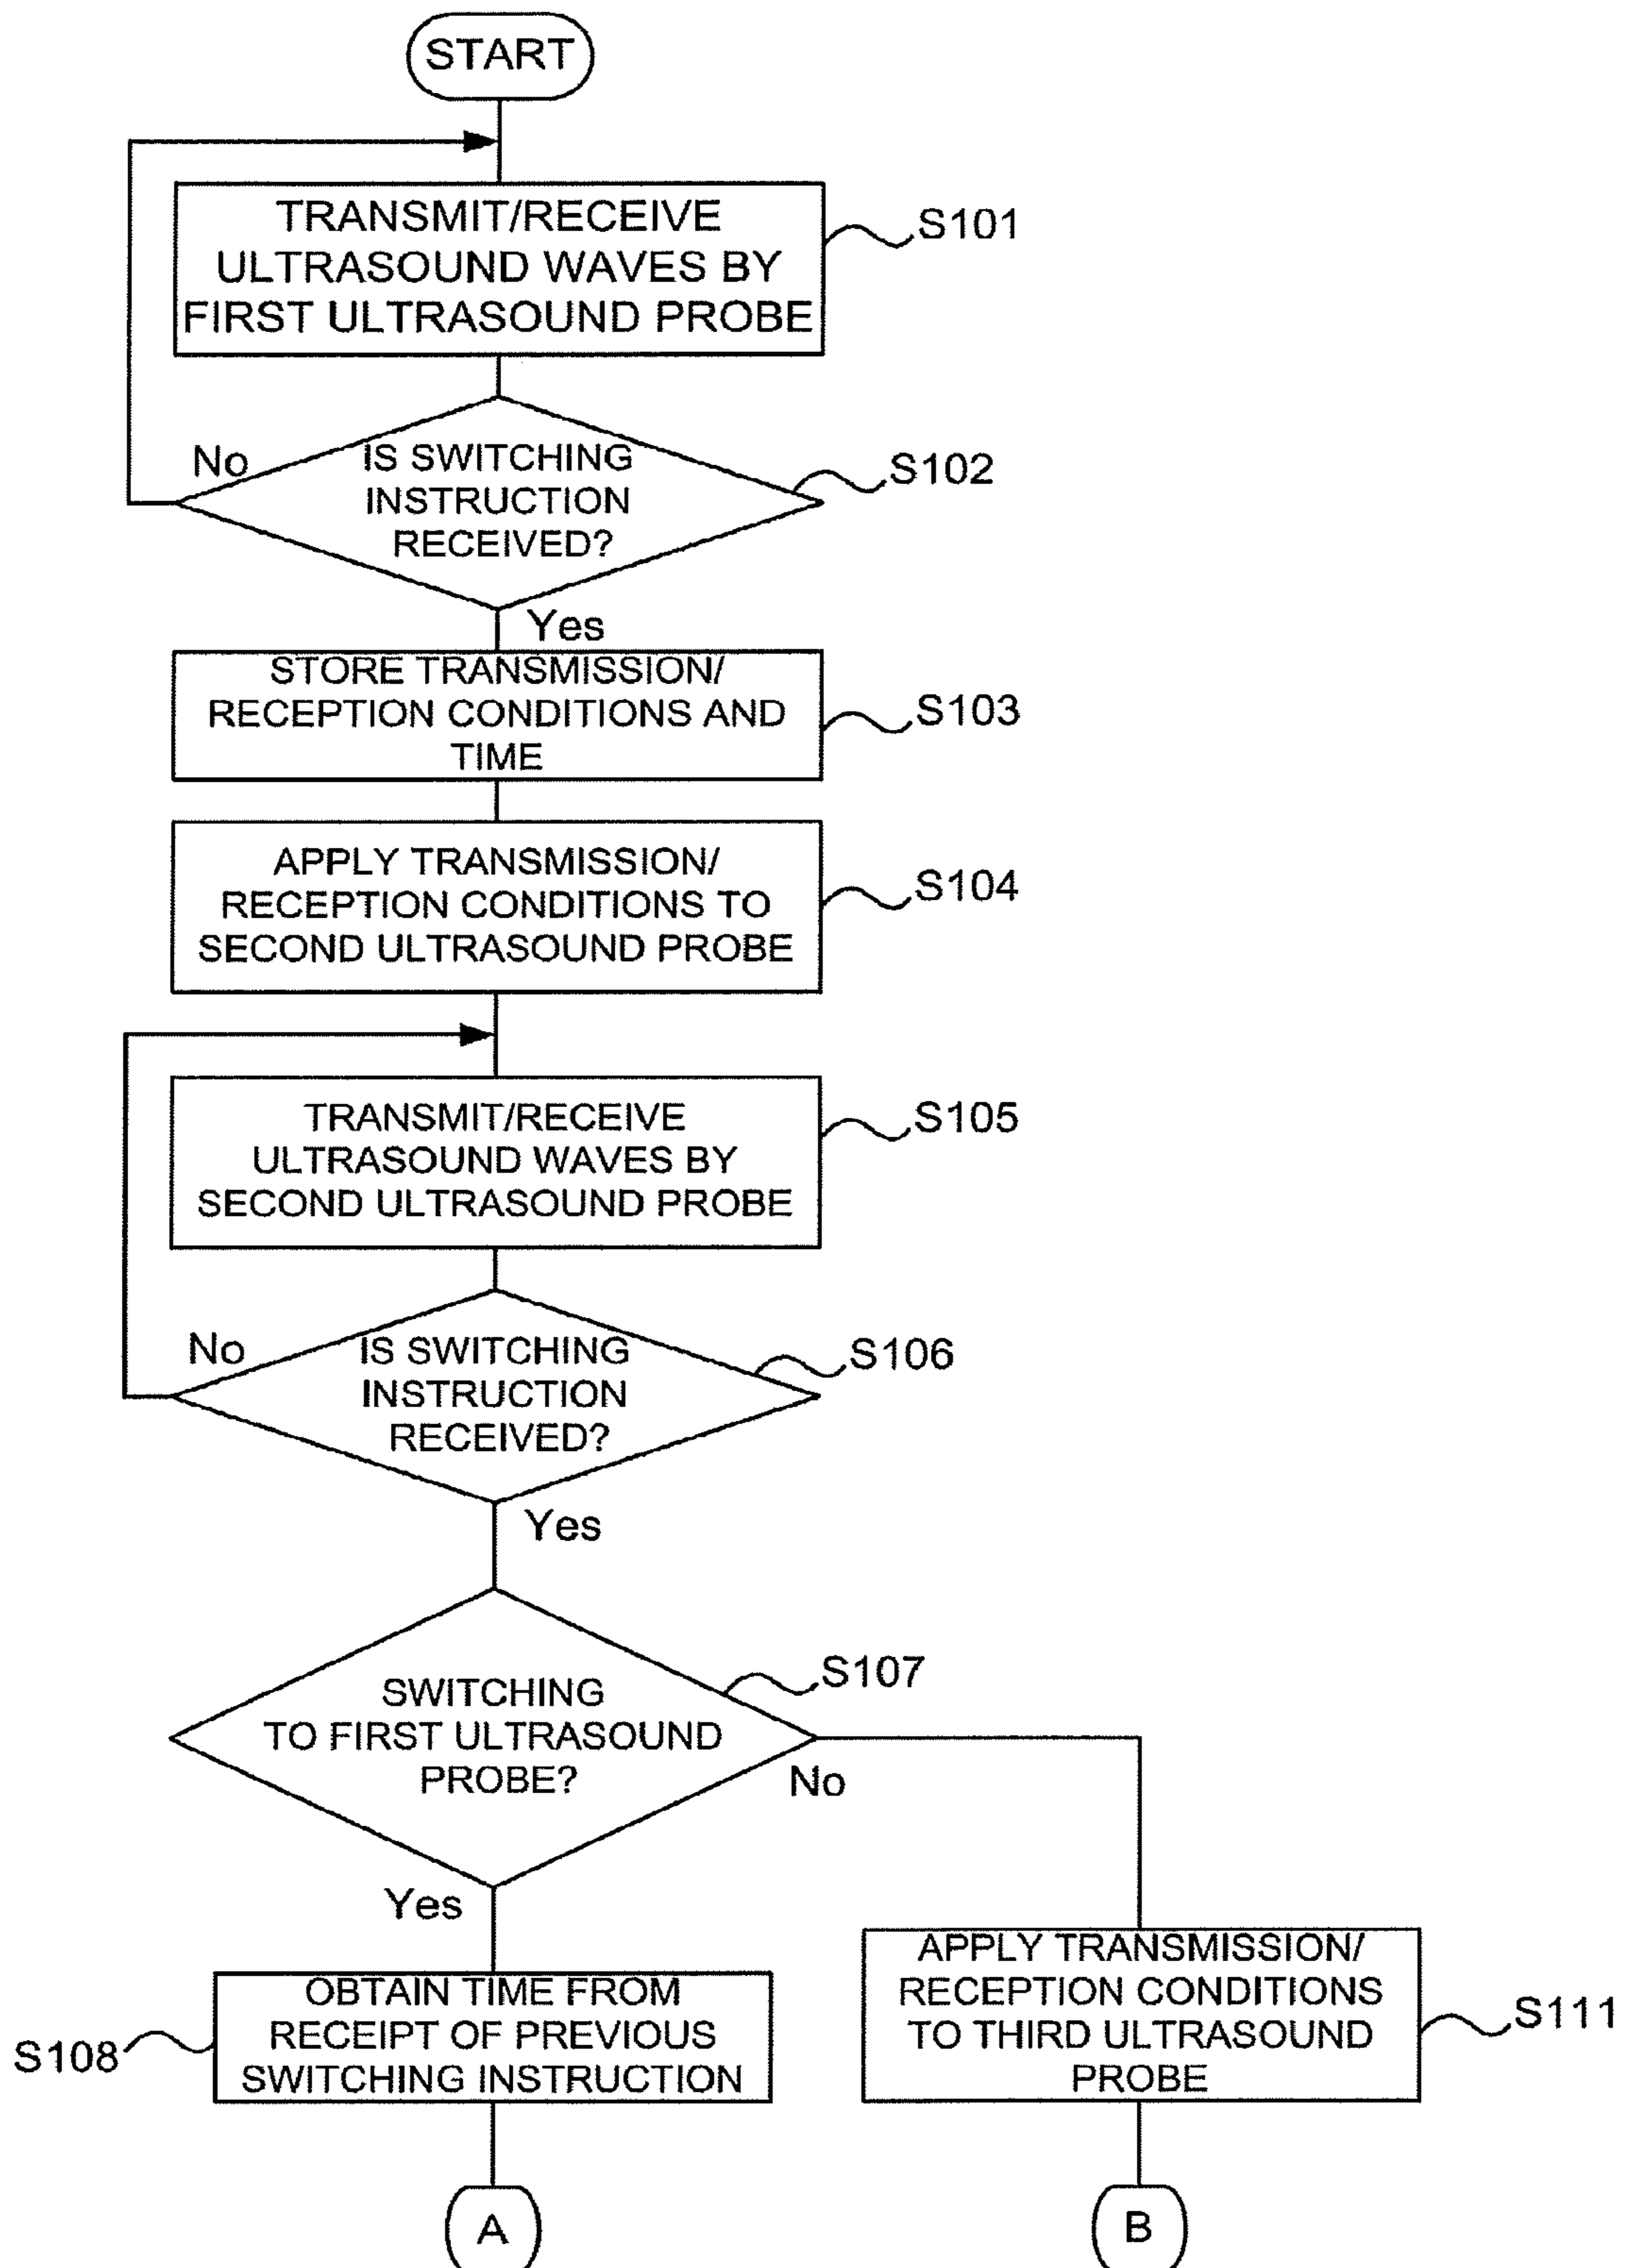 START
TRANSMIT/RECEIVE
ULTRASOUND WAVES BY
FIRST ULTRASOUND PROBE
S101
No
IS SWITCHING
INSTRUCTION
RECEIVED?
S102
Yes
STORE TRANSMISSION/
RECEPTION CONDITIONS AND
TIME
S103
APPLY TRANSMISSION/
RECEPTION CONDITIONS TO
SECOND ULTRASOUND PROBE
S104
TRANSMIT/RECEIVE
ULTRASOUND WAVES BY
SECOND ULTRASOUND PROBE
S105
No
IS SWITCHING
INSTRUCTION
RECEIVED?
S106
Yes
SWITCHING
TO FIRST ULTRASOUND
PROBE?
S107
No
Yes
OBTAIN TIME FROM
RECEIPT OF PREVIOUS
SWITCHING INSTRUCTION
S108
APPLY TRANSMISSION/
RECEPTION CONDITIONS
TO THIRD ULTRASOUND
PROBE
S111
A
B